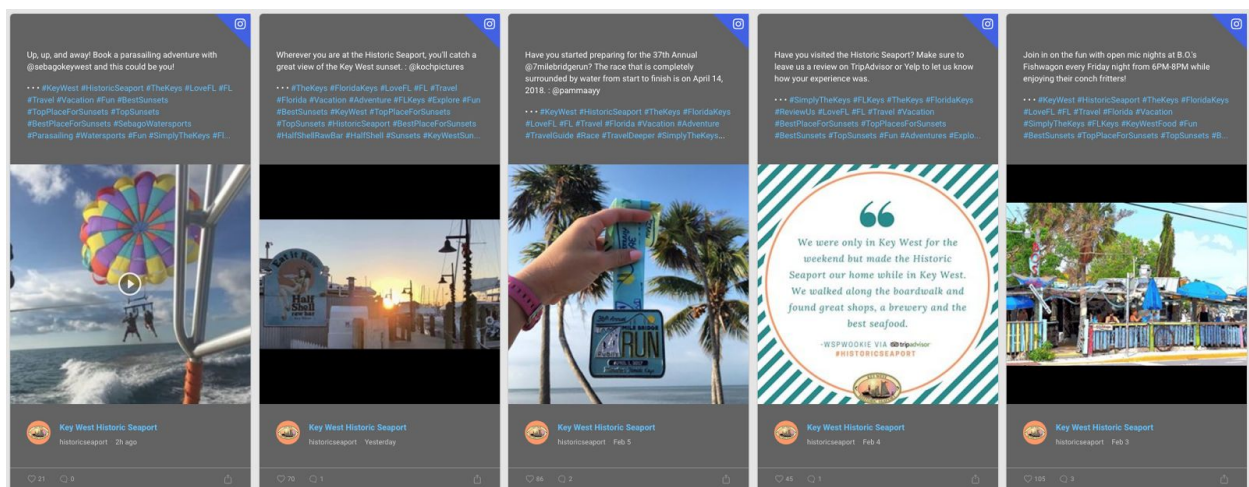 Up, up, and away! Book a parasailing adventure with
@sebagokeywest and this could be you!
• • • #KeyWest #HistoricSeaport #TheKeys #LoveFL #FL
#Travel #Vacation #Fun #BestSunsets
#TopPlaceForSunsets #TopSunsets
#BestPlaceForSunsets #SebagoWatersports
#Parasailing #Watersports #Fun #SimplyTheKeys #Fl...
Key West Historic Seaport
historicseaport 2h ago
21 0
Wherever you are at the Historic Seaport, you'll catch a
great view of the Key West sunset. : @kochpictures
• • • #TheKeys #FloridaKeys #LoveFL #FL #Travel
#Florida #Vacation #Adventure #FLKeys #Explore #Fun
#BestSunsets #KeyWest #TopPlaceForSunsets
#TopSunsets #HistoricSeaport #BestPlaceForSunsets
#HalfShellRawBar #HalfShell #Sunsets #KeyWestSun...
Eat It Raw
Half
Shell
raw bar
Key West Historic Seaport
historicseaport Yesterday
70 1
Have you started preparing for the 37th Annual
@7milebridgerun? The race that is completely
surrounded by water from start to finish is on April 14,
2018. : @pammaayy
• • • #KeyWest #HistoricSeaport #TheKeys #FloridaKeys
#LoveFL #FL #Travel #Florida #Vacation #Adventure
#TravelGuide #Race #TravelDeeper #SimplyTheKeys...
MILE BRIDGE
RUN
Key West Historic Seaport
historicseaport Feb 5
66 2
Have you visited the Historic Seaport? Make sure to
leave us a review on TripAdvisor or Yelp to let us know
how your experience was.
• • • #SimplyTheKeys #FLKeys #TheKeys #FloridaKeys
#ReviewUs #LoveFL #FL #Travel #Vacation
#BestPlaceForSunsets #TopPlacesForSunsets
#BestSunsets #TopSunsets #Fun #Adventures #Explo...
We were only in Key West for the
weekend but made the Historic
Seaport our home while in Key West.
We walked along the boardwalk and
found great shops, a brewery and the
best seafood.
-WSPWOOKIE VIA tripadvisor
#HISTORICSEAPORT
Key West Historic Seaport
historicseaport Feb 4
45 1
Join in on the fun with open mic nights at B.O.'s
Fishwagon every Friday night from 6PM-8PM while
enjoying their conch fritters!
• • • #KeyWest #HistoricSeaport #TheKeys #FloridaKeys
#LoveFL #FL #Travel #Florida #Vacation
#SimplyTheKeys #FLKeys #KeyWestFood #Fun
#BestSunsets #TopPlaceForSunsets #TopSunsets #B...
Key West Historic Seaport
historicseaport Feb 3
105 3